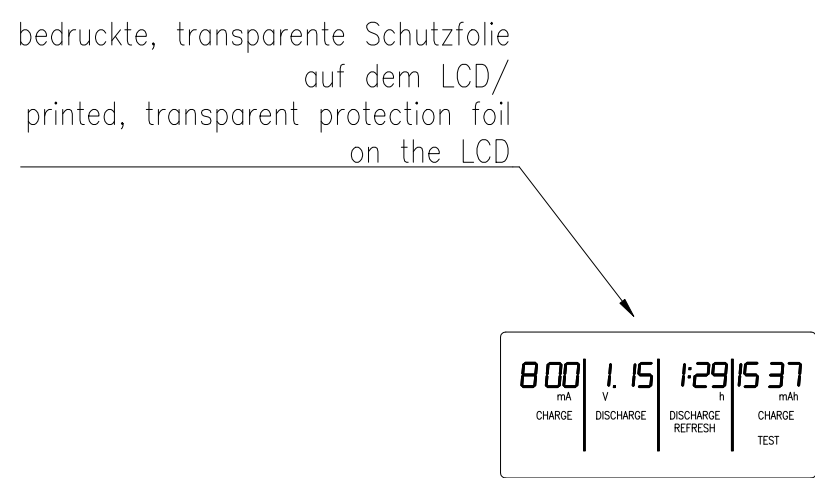 bedruckte, transparente Schutzfolie
auf dem LCD/
printed, transparent protection foil
on the LCD
8 00 1. 15 1:29 15 37
mA V h mAh
CHARGE DISCHARGE DISCHARGE CHARGE
REFRESH
TEST